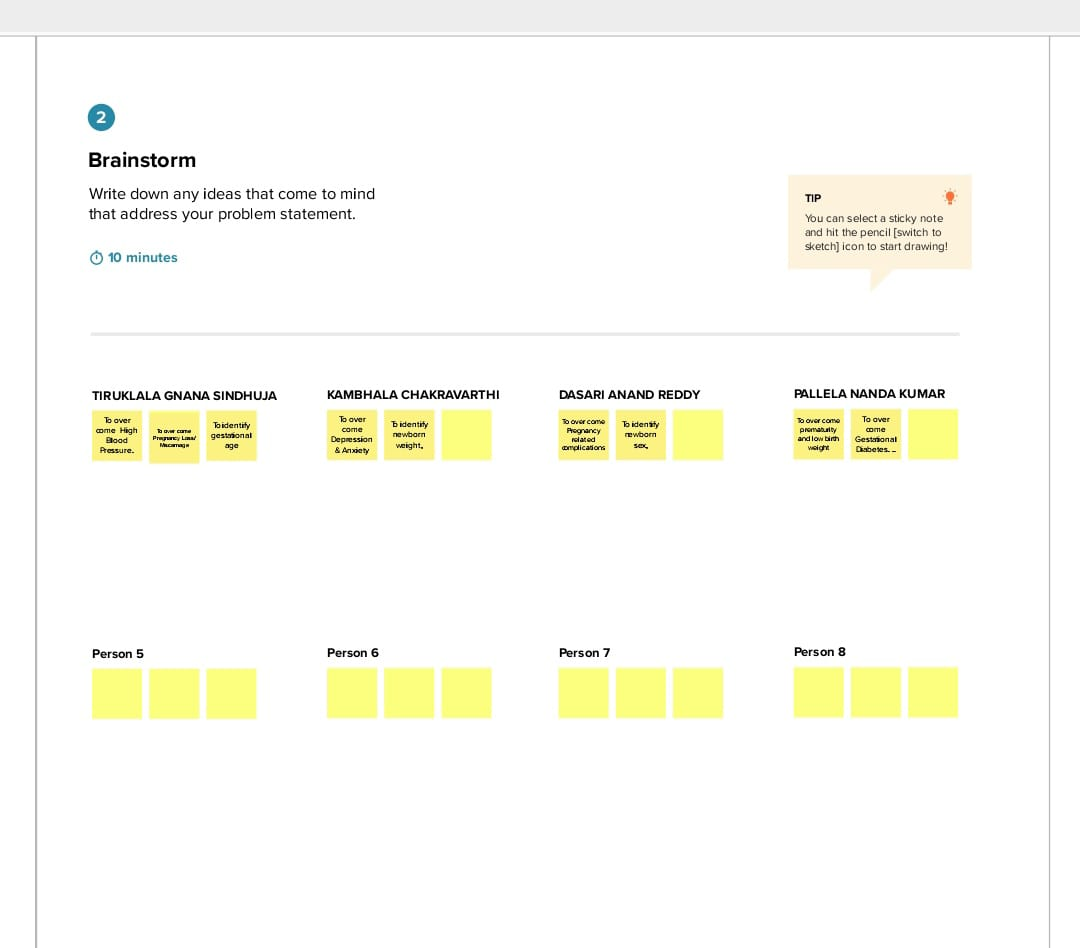 2
Brainstorm
Write down any ideas that come to mind
that address your problem statement.
10 minutes
TIP
You can select a sticky note
and hit the pencil [switch to
sketch] icon to start drawing!
TIRUKLALA GNANA SINDHUJA
To over
come High
Blood
Pressure.
To over come
Pregnancy Loss/
Miscarriage
To identify
gestational
age
KAMBHALA CHAKRAVARTHI
To over
come
Depression
& Anxiety
To identify
newborn
weight.
DASARI ANAND REDDY
To over come
Pregnancy
related
complications
To identify
newborn
sex.
PALLELA NANDA KUMAR
To over come
prematurity
and low birth
weight
To over
come
Gestational
Diabetes. ..
Person 5
Person 6
Person 7
Person 8